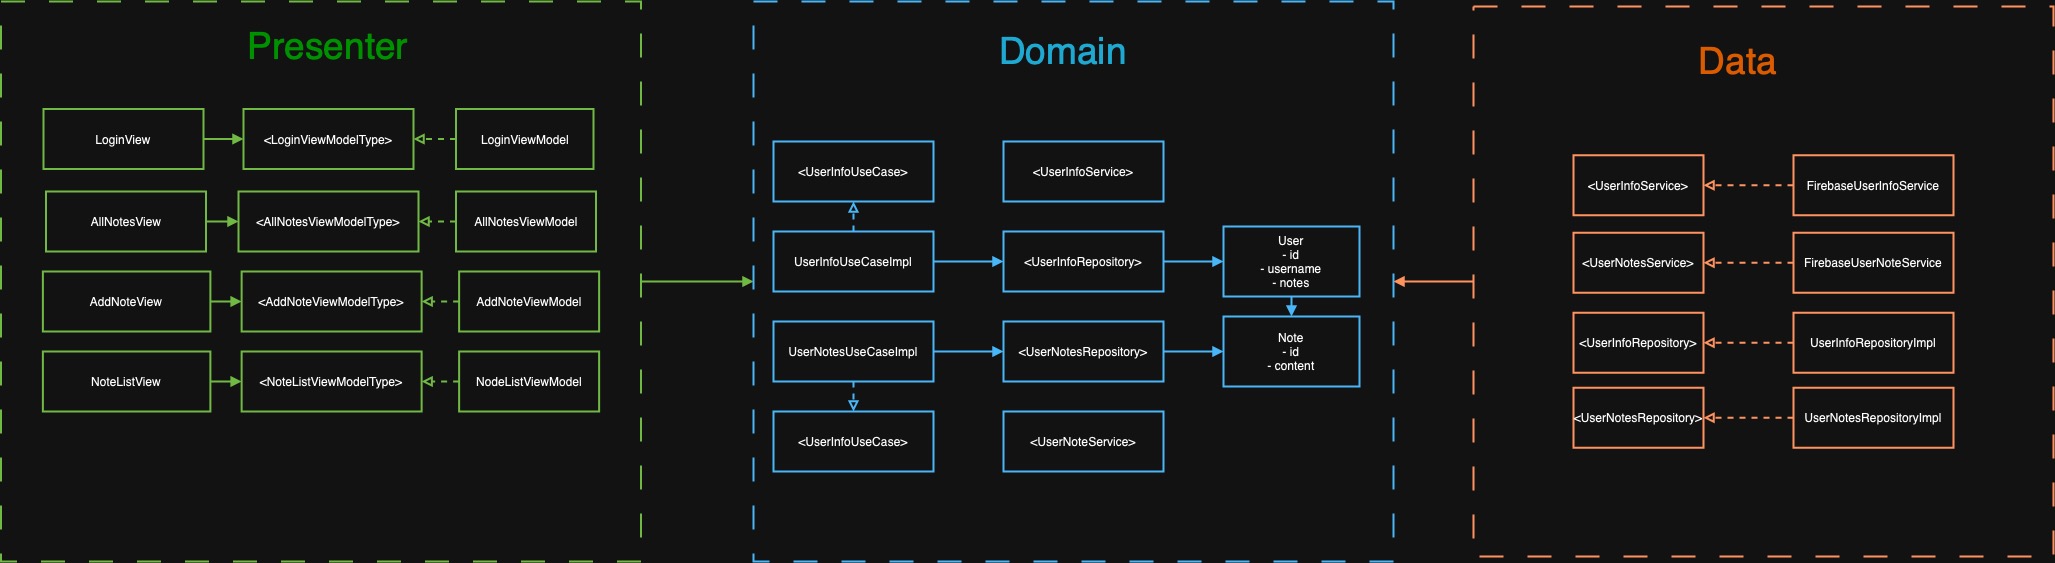 Presenter
LoginView
<LoginViewModelType>
LoginViewModel
AllNotesView
<AllNotesViewModelType>
AllNotesViewModel
AddNoteView
<AddNoteViewModelType>
AddNoteViewModel
NoteListView
<NoteListViewModelType>
NodeListViewModel
Domain
<UserInfoUseCase>
<UserInfoService>
UserInfoUseCaseImpl
<UserInfoRepository>
User
- id
- username
- notes
UserNotesUseCaseImpl
<UserNotesRepository>
Note
- id
- content
<UserInfoUseCase>
<UserNoteService>
Data
<UserInfoService>
FirebaseUserInfoService
<UserNotesService>
FirebaseUserNoteService
<UserInfoRepository>
UserInfoRepositoryImpl
<UserNotesRepository>
UserNotesRepositoryImpl